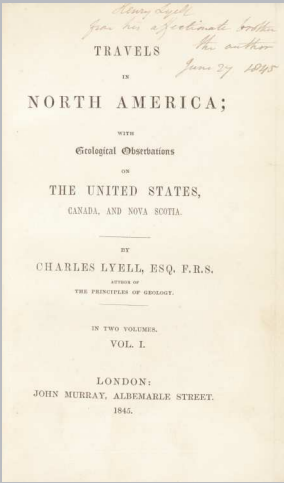 Henry Lyell
from his affectionate brother
the author
June 27 1845
TRAVELS
IN
NORTH AMERICA;
WITH
Geological Observations
ON
THE UNITED STATES,
CANADA, AND NOVA SCOTIA.
BY
CHARLES LYELL, ESQ. F.R.S.
AUTHOR OF
THE PRINCIPLES OF GEOLOGY.
IN TWO VOLUMES.
VOL. I.
LONDON:
JOHN MURRAY, ALBEMARLE STREET.
1845.